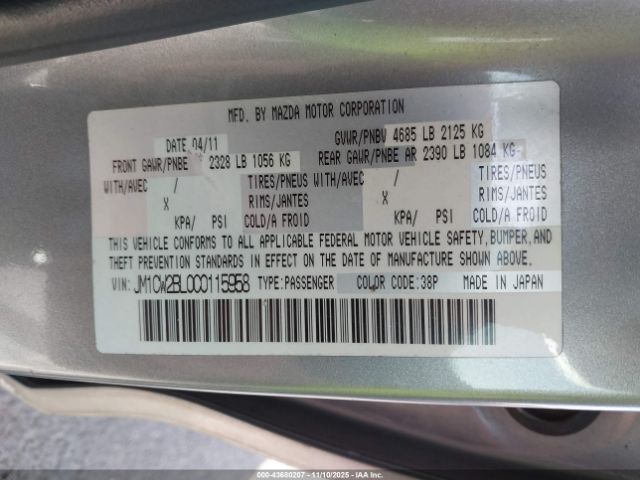 MFD. BY MAZDA MOTOR CORPORATION
DATE 04/11 GVWR/PNBV 4685 LB 2125 KG
FRONT GAWR/PNBE 2328 LB 1056 KG REAR GAWR/PNBE AR 2390 LB 1084 KG
WITH/AVEC / TIRES/PNEUS WITH/AVEC / TIRES/PNEUS
X RIMS/JANTES X RIMS/JANTES
KPA/ PSI COLD/A FROID KPA/ PSI COLD/A FROID
THIS VEHICLE CONFORMS TO ALL APPLICABLE FEDERAL MOTOR VEHICLE SAFETY, BUMPER, AND
THEFT PREVENTION STANDARDS IN EFFECT ON THE DATE OF MANUFACTURE SHOWN ABOVE.
VIN: JM1CW2BL0C0115958 TYPE:PASSENGER COLOR CODE:38P MADE IN JAPAN
000-43680207 - 11/10/2025 - IAA Inc.